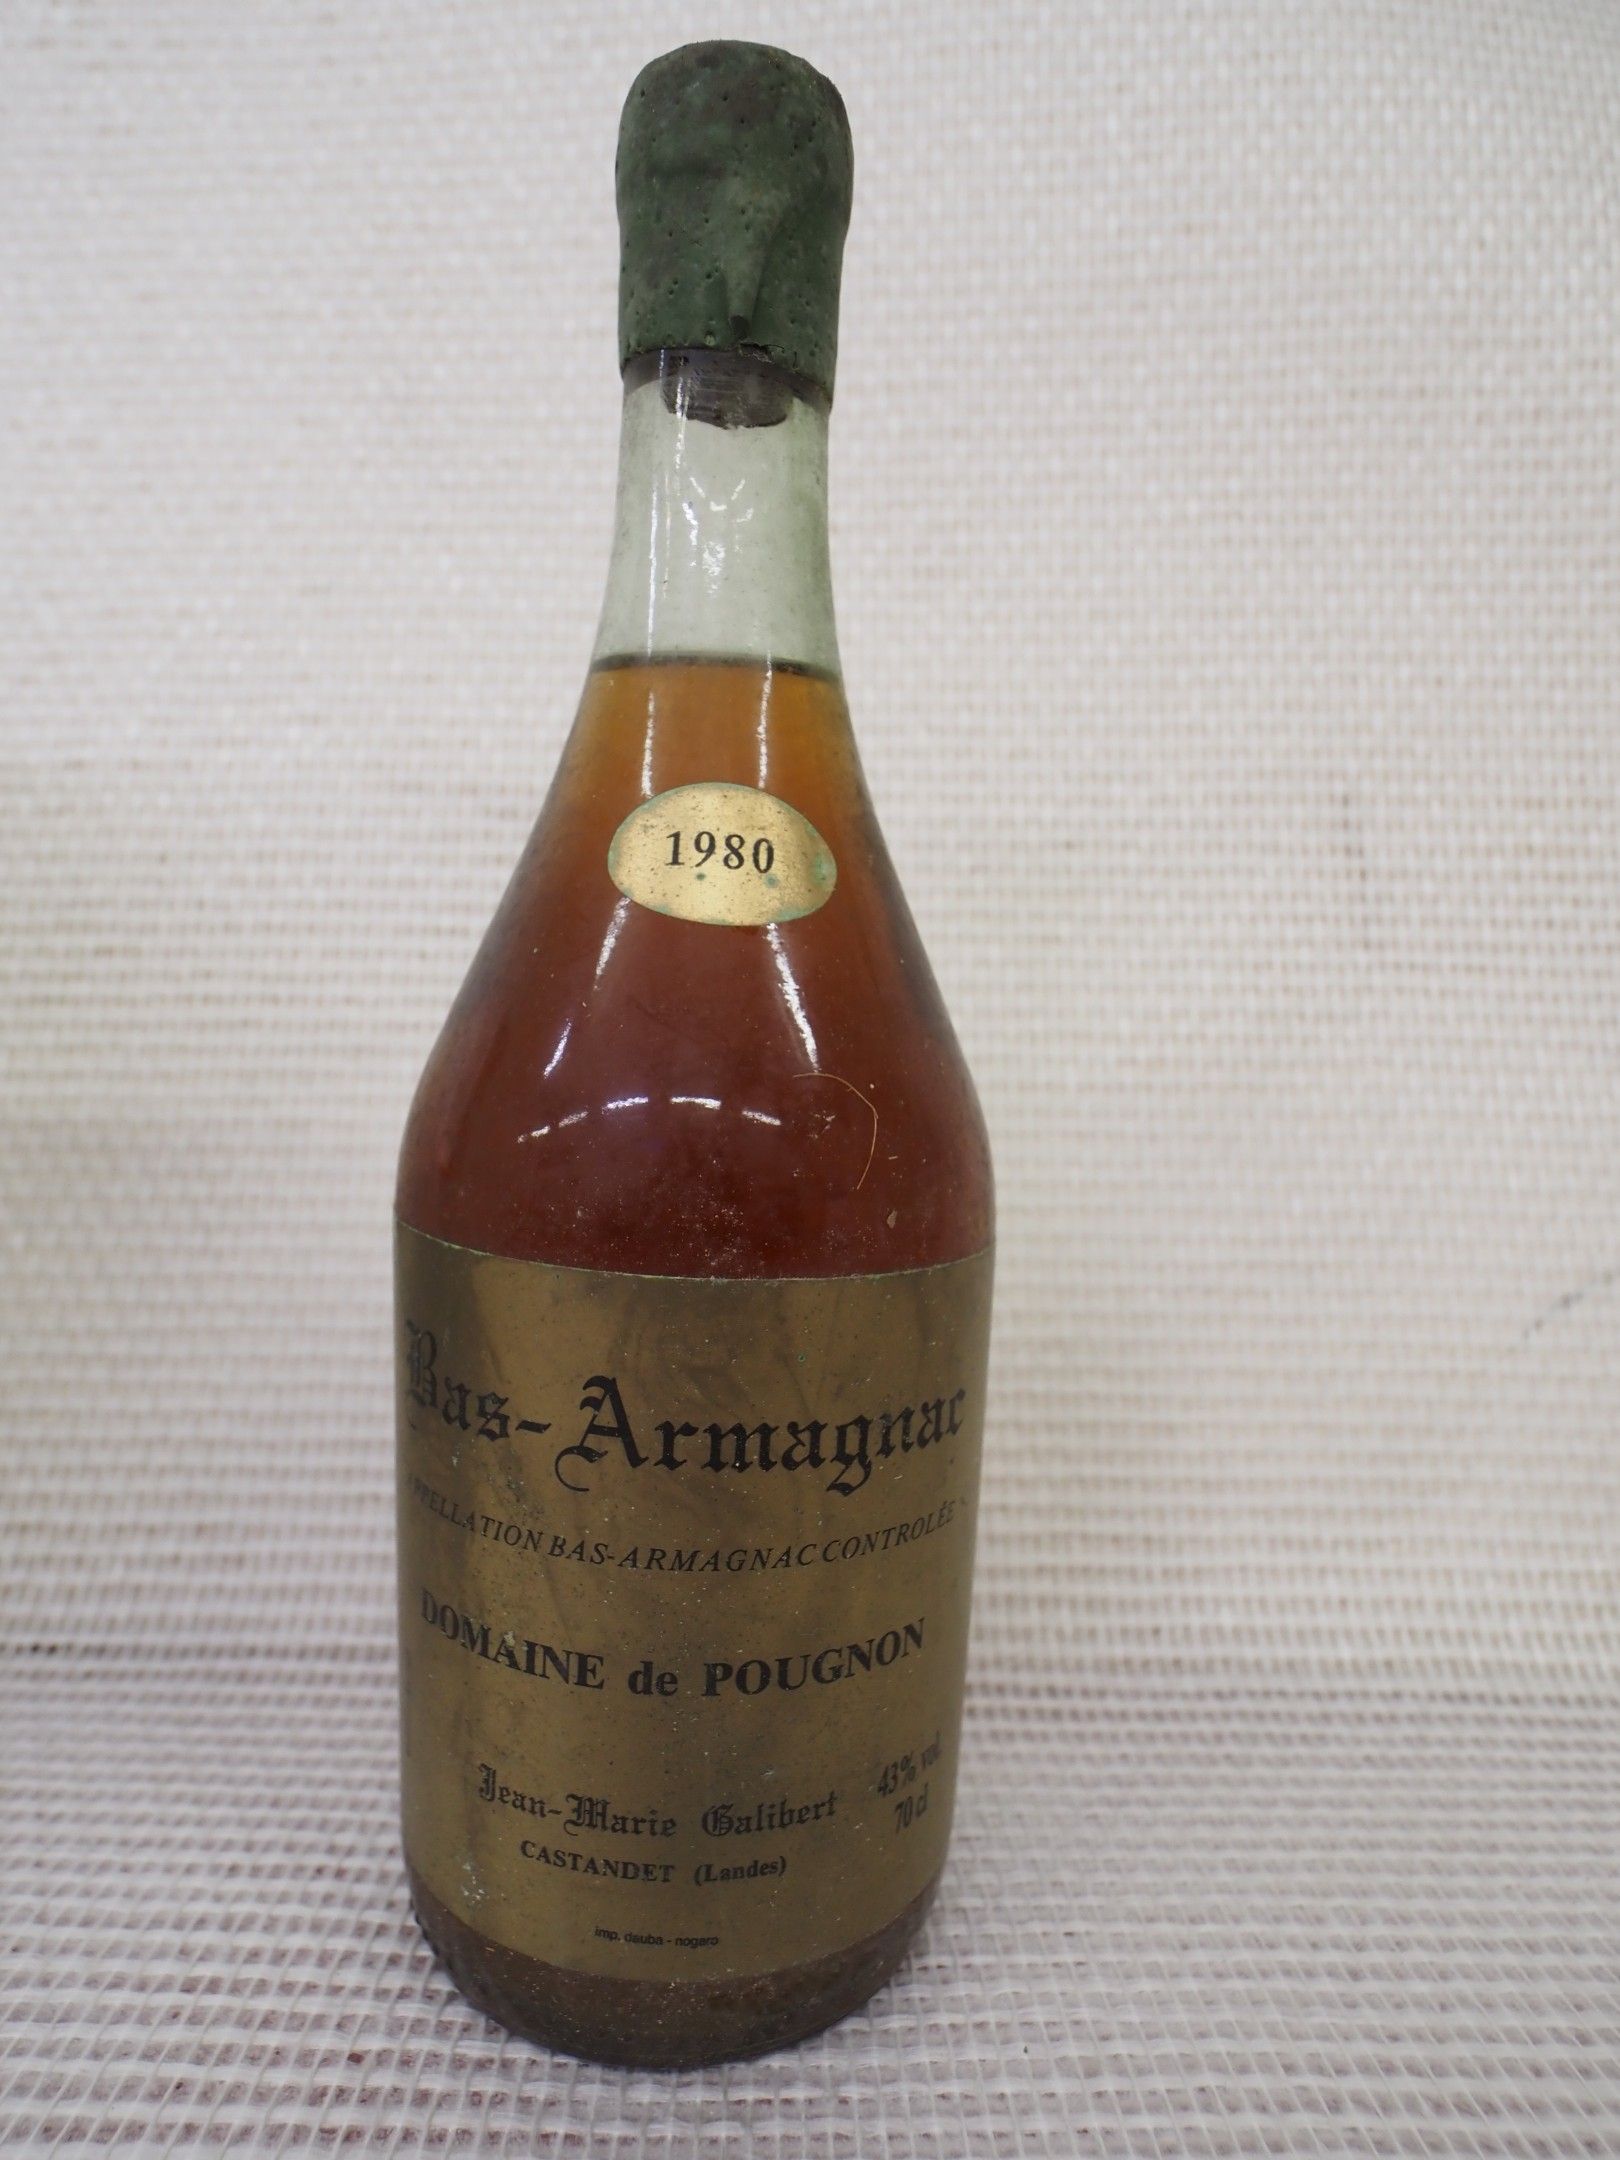 1980
Bas-Armagnac
APPELLATION BAS-ARMAGNAC CONTROLÉE
DOMAINE de POUGNON
Jean-Marie Galibert
43% vol.
70 cl
CASTANDET (Landes)
imp. dauba - nogaro